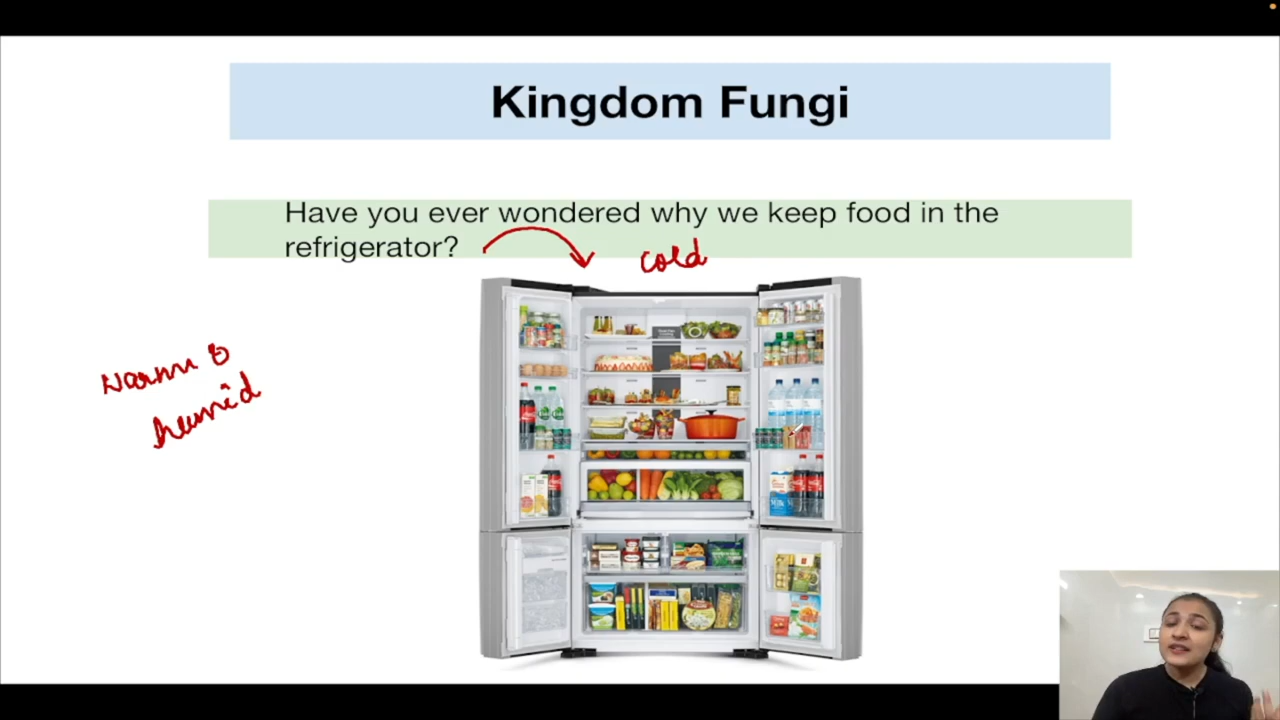 Kingdom Fungi
Have you ever wondered why we keep food in the
refrigerator?
cold
warm &
humid